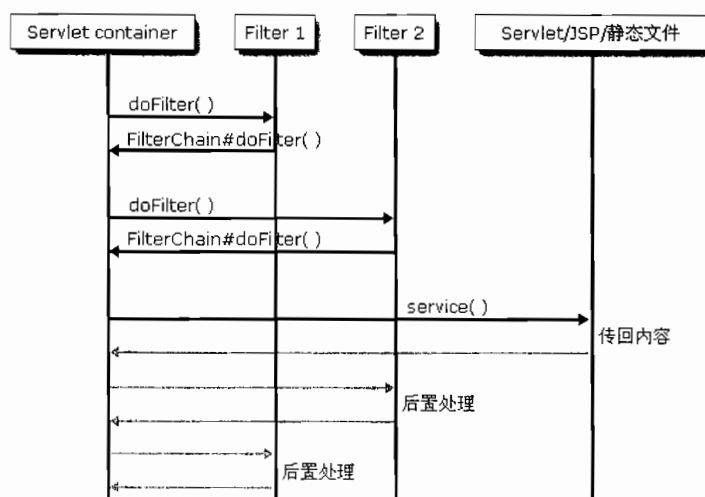 Servlet container
Filter 1
Filter 2
Servlet/JSP/静态文件
doFilter( )
FilterChain#doFilter( )
doFilter( )
FilterChain#doFilter( )
service( )
传回内容
后置处理
后置处理